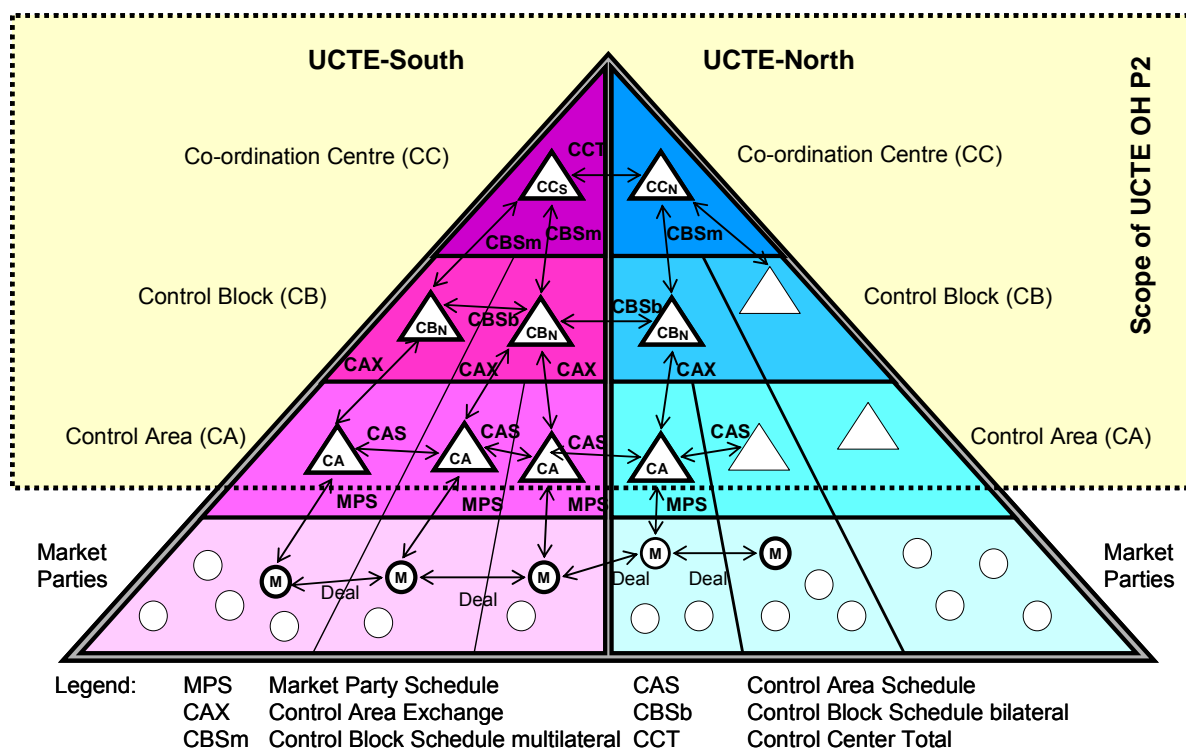 UCTE-South
UCTE-North
Scope of UCTE OH P2
Co-ordination Centre (CC)
CCT
Co-ordination Centre (CC)
CCS
CCN
CBSm
CBSm
CBSm
Control Block (CB)
Control Block (CB)
CBN
CBSb
CBN
CBSb
CBN
CAX
CAX
CAX
CAX
Control Area (CA)
CAS
CAS
CAS
CAS
Control Area (CA)
CA
CA
CA
CA
MPS
MPS
MPS
MPS
Market
Parties
M
M
M
M
M
Market
Parties
Deal
Deal
Deal
Deal
Legend:
MPS Market Party Schedule
CAS Control Area Schedule
CAX Control Area Exchange
CBSb Control Block Schedule bilateral
CBSm Control Block Schedule multilateral
CCT Control Center Total